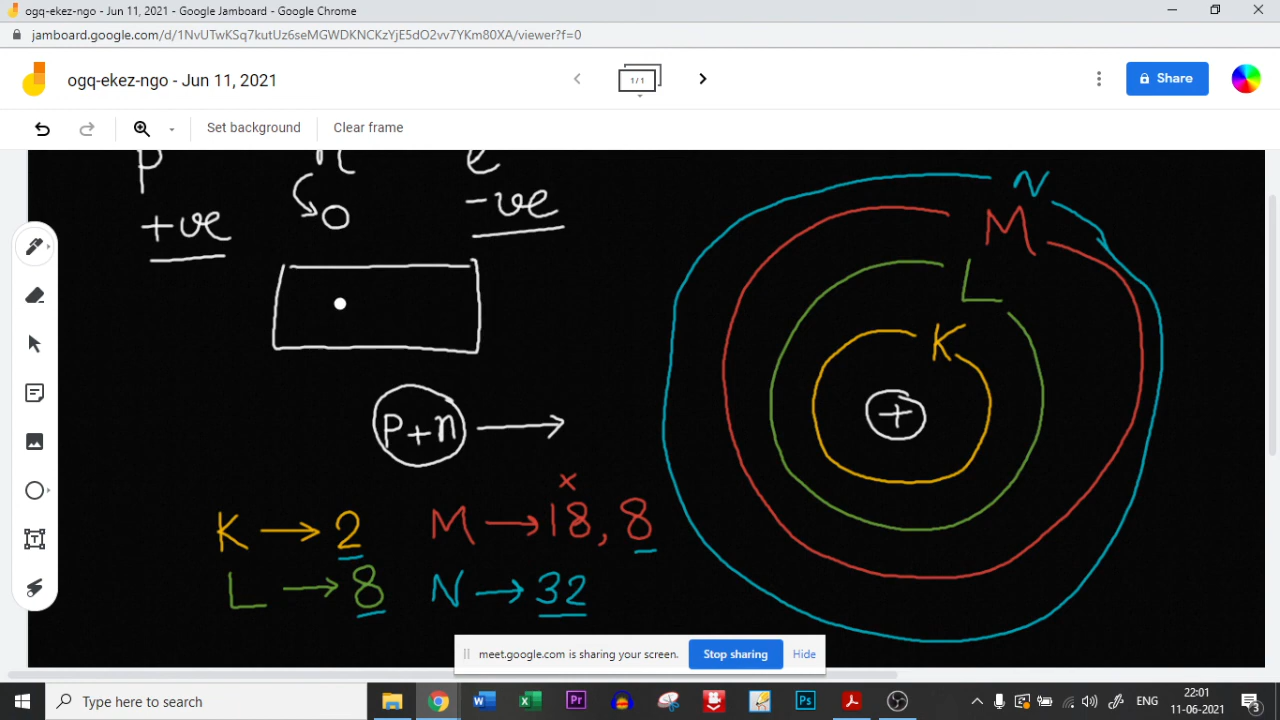 ogq-ekez-ngo - Jun 11, 2021 - Google Jamboard - Google Chrome
jamboard.google.com/d/1NvUTwKSq7kutUz6seMGWDKNCKzYjE5dO2vv7YKm80XA/viewer?f=0
ogq-ekez-ngo - Jun 11, 2021
1/1
Share
Set background
Clear frame
P n e
+ve 0 -ve
N
M
L
K
+
P+n →
x
K → 2 M → 18, 8
L → 8 N → 32
meet.google.com is sharing your screen. Stop sharing Hide
Type here to search
ENG
22:01
11-06-2021
3